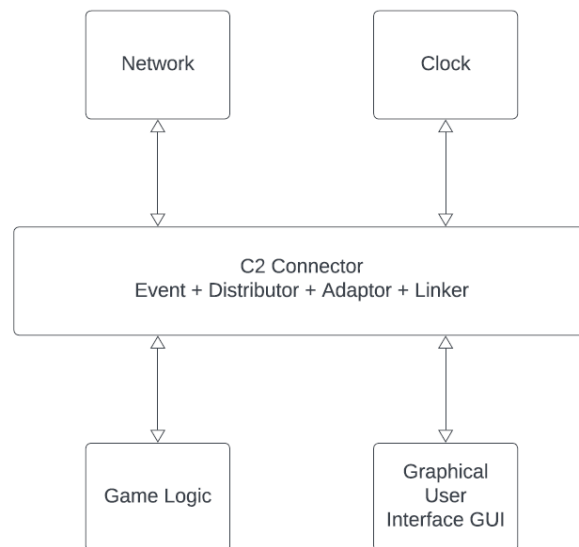 Network
Clock
C2 Connector
Event + Distributor + Adaptor + Linker
Game Logic
Graphical
User
Interface GUI